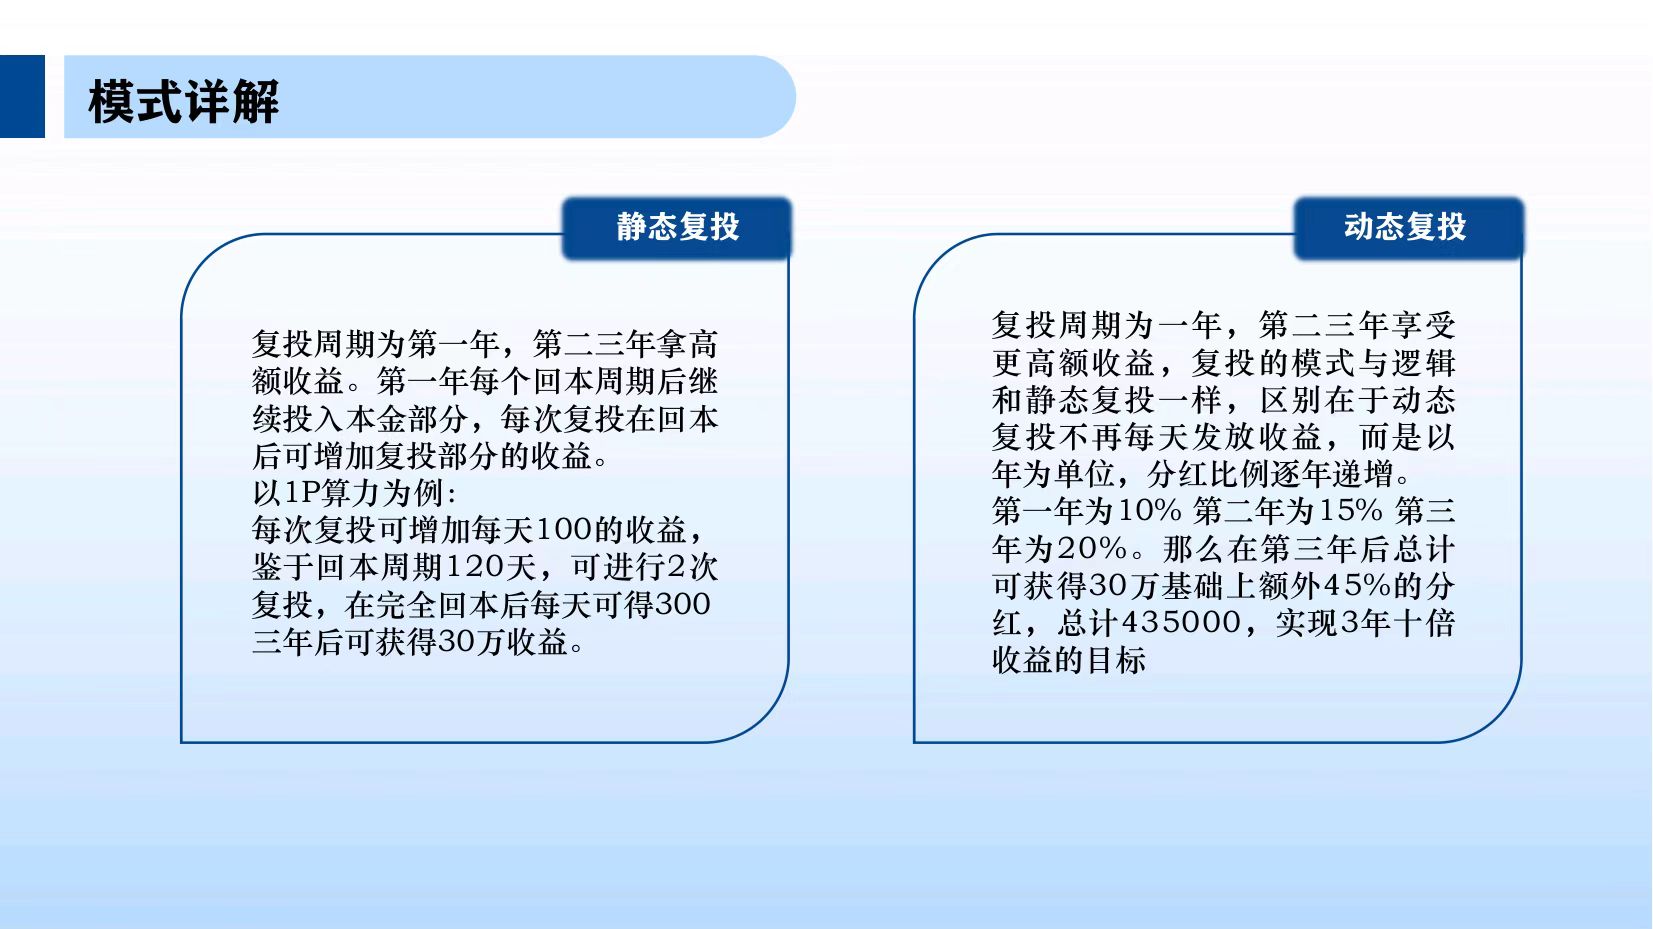 模式详解
静态复投
复投周期为第一年，第二三年拿高
额收益。第一年每个回本周期后继
续投入本金部分，每次复投在回本
后可增加复投部分的收益。
以1P算力为例：
每次复投可增加每天100的收益，
鉴于回本周期120天，可进行2次
复投，在完全回本后每天可得300
三年后可获得30万收益。
动态复投
复投周期为一年，第二三年享受
更高额收益，复投的模式与逻辑
和静态复投一样，区别在于动态
复投不再每天发放收益，而是以
年为单位，分红比例逐年递增。
第一年为10% 第二年为15% 第三
年为20%。那么在第三年后总计
可获得30万基础上额外45%的分
红，总计435000，实现3年十倍
收益的目标